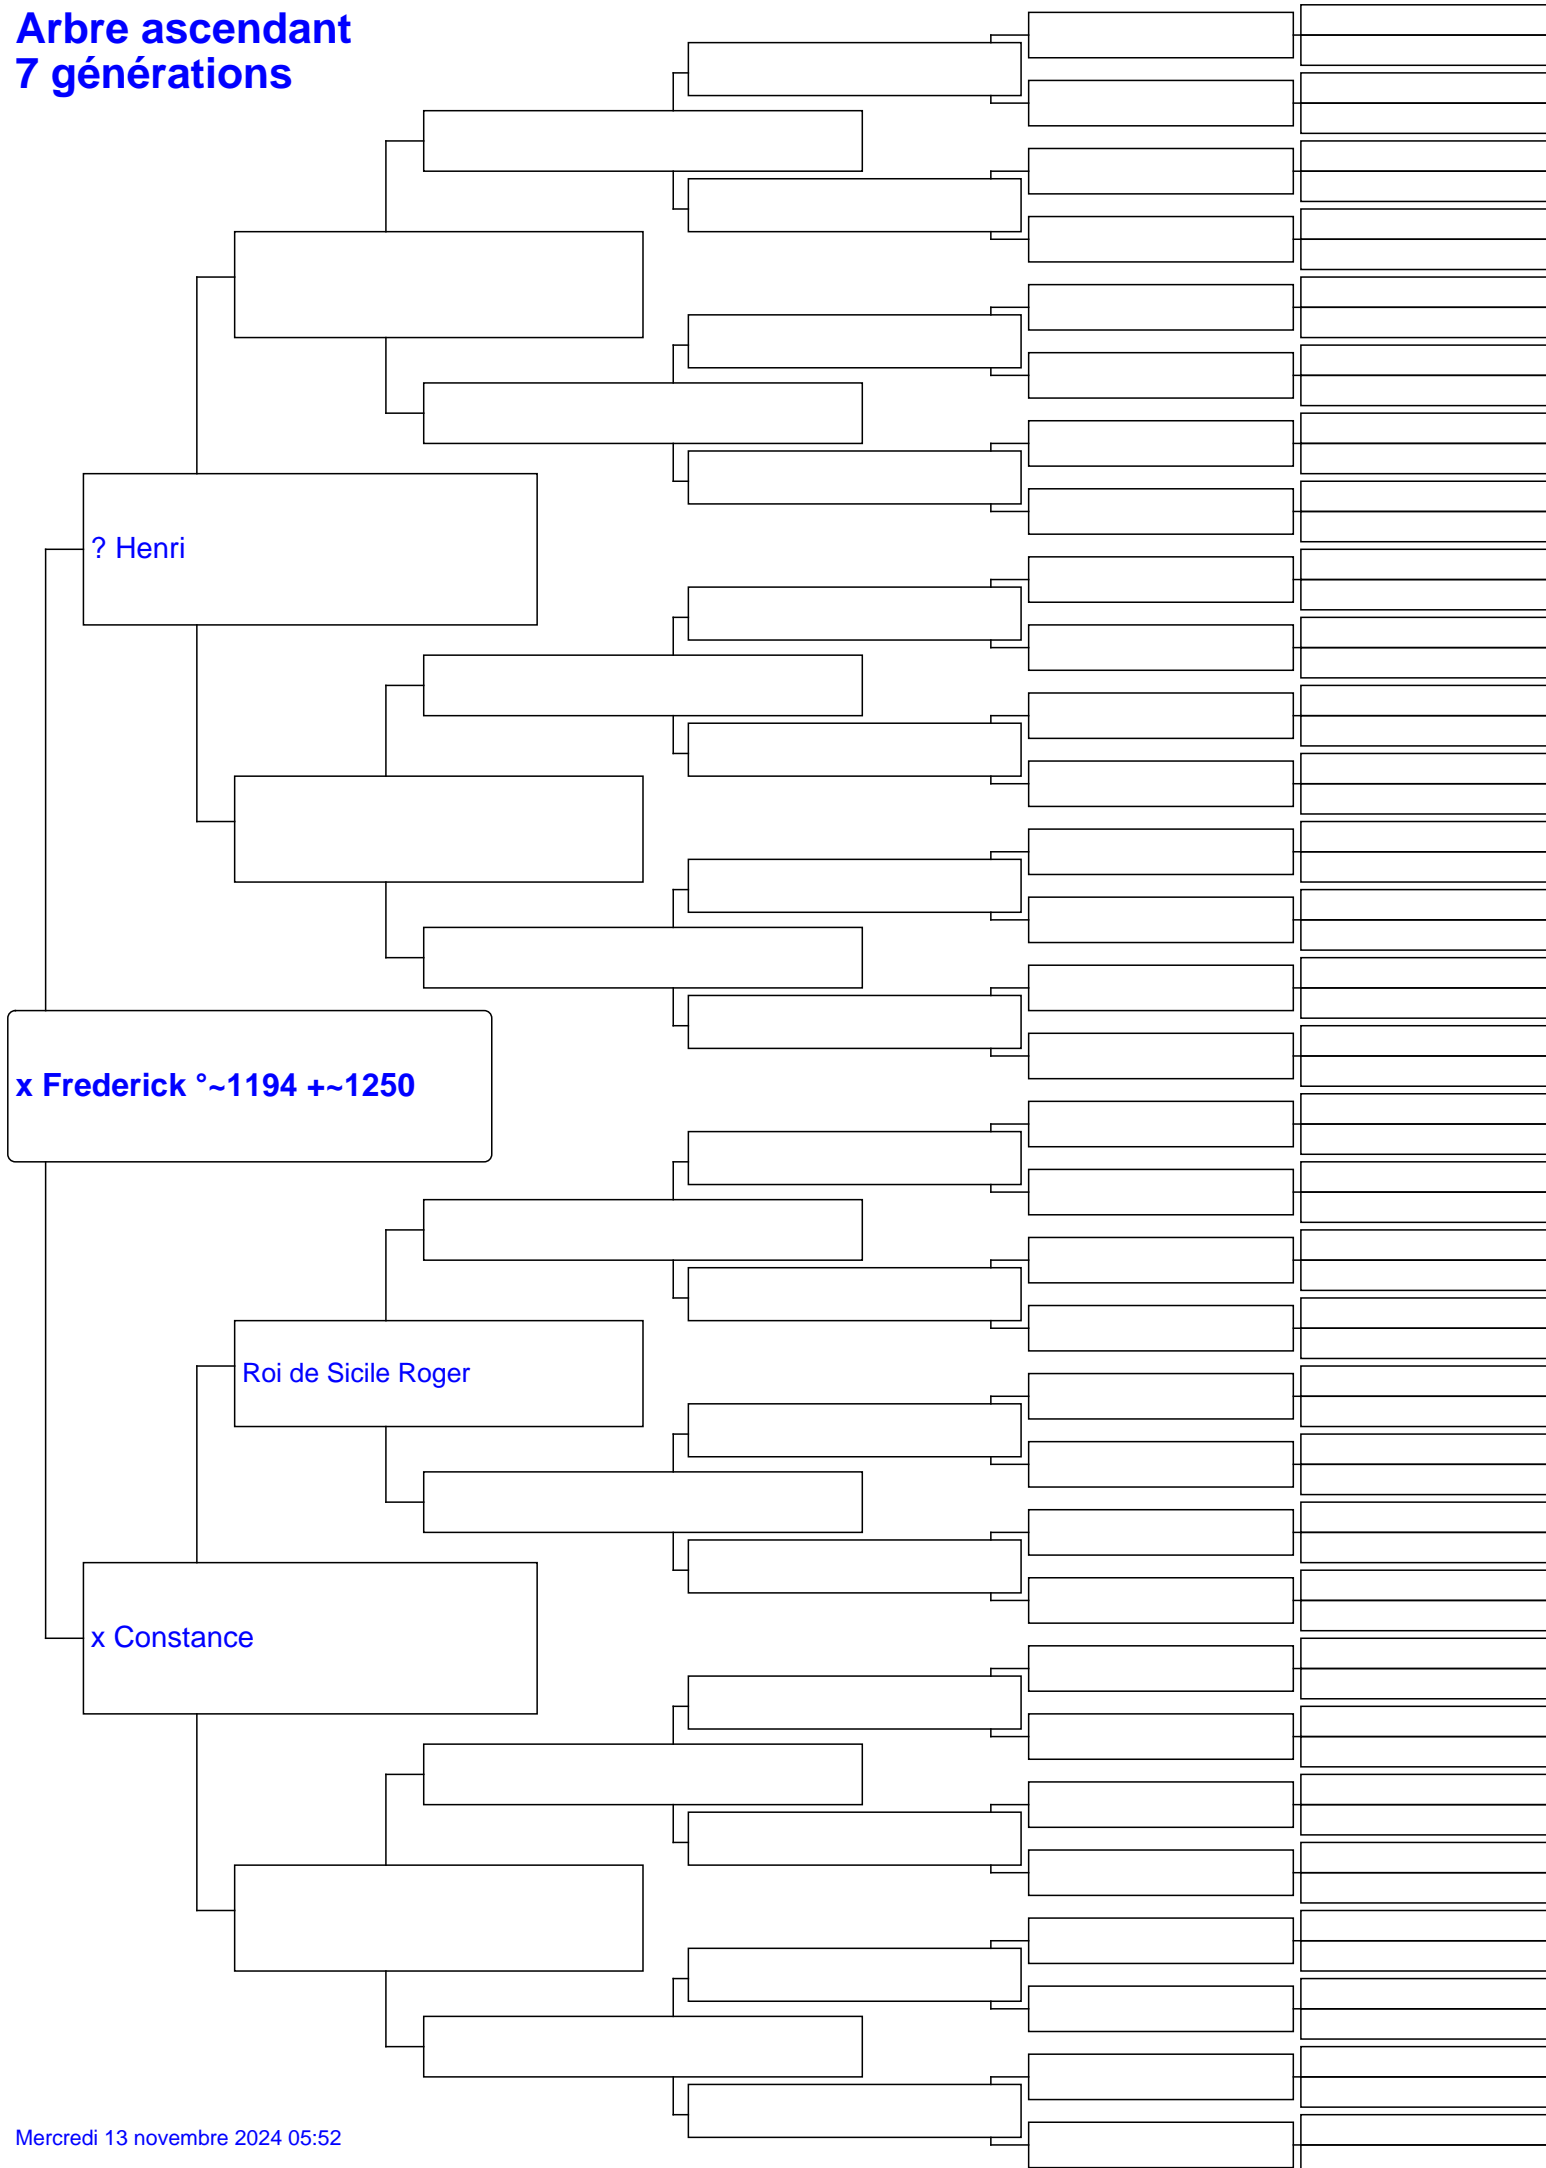 Arbre ascendant
7 générations
? Henri
x Frederick °~1194 +~1250
Roi de Sicile Roger
x Constance
Mercredi 13 novembre 2024 05:52